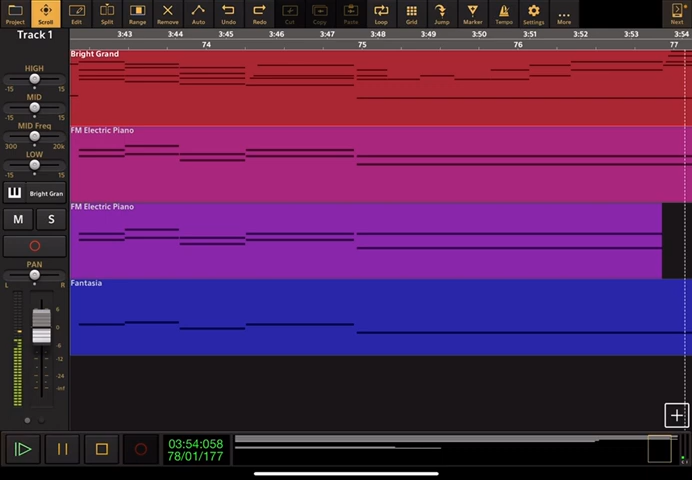 Project Scroll Edit Split Range Remove Auto Undo Redo Cut Copy Paste Loop Grid Jump Marker Tempo Settings More Next
Track 1
3:43 3:44 3:45 3:46 3:47 3:48 3:49 3:50 3:51 3:52 3:53 3:54
74 75 76 77
Bright Grand
HIGH
-15 15
MID
-15 15
MID Freq
300 20k
LOW
-15 15
Bright Gran
M S
PAN
L R
6
0
-6
-12
-24
-inf
FM Electric Piano
FM Electric Piano
Fantasia
03:54:058
78/01/177